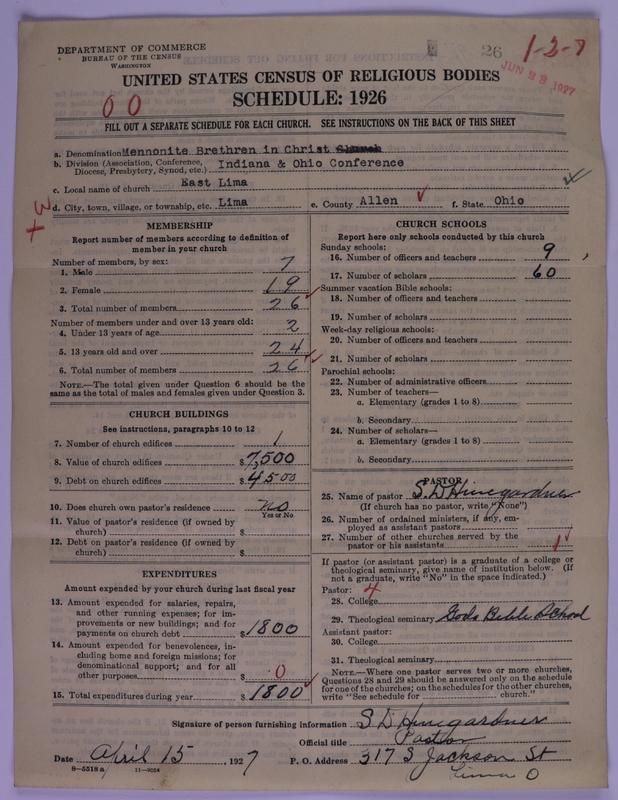 DEPARTMENT OF COMMERCE
BUREAU OF THE CENSUS
WASHINGTON
26
1-2-7
JUN 22 1927
UNITED STATES CENSUS OF RELIGIOUS BODIES
SCHEDULE: 1926
0 0
FILL OUT A SEPARATE SCHEDULE FOR EACH CHURCH. SEE INSTRUCTIONS ON THE BACK OF THIS SHEET
a. Denomination Mennonite Brethren in Christ Church
b. Division (Association, Conference, Diocese, Presbytery, Synod, etc.) Indiana & Ohio Conference
c. Local name of church East Lima
d. City, town, village, or township, etc. Lima e. County Allen f. State Ohio
MEMBERSHIP
Report number of members according to definition of
member in your church
Number of members, by sex:
1. Male 7
2. Female 19
3. Total number of members 26
Number of members under and over 13 years old:
4. Under 13 years of age 2
5. 13 years old and over 24
6. Total number of members 26
NOTE.—The total given under Question 6 should be the
same as the total of males and females given under Question 3.
CHURCH BUILDINGS
See instructions, paragraphs 10 to 12
7. Number of church edifices 1
8. Value of church edifices $7,500
9. Debt on church edifices $4500
10. Does church own pastor's residence no
Yes or No
11. Value of pastor's residence (if owned by
church) $
12. Debt on pastor's residence (if owned by
church) $
EXPENDITURES
Amount expended by your church during last fiscal year
13. Amount expended for salaries, repairs,
and other running expenses; for im-
provements or new buildings; and for
payments on church debt $1800
14. Amount expended for benevolences, in-
cluding home and foreign missions; for
denominational support; and for all
other purposes $0
15. Total expenditures during year $1800
CHURCH SCHOOLS
Report here only schools conducted by this church
Sunday schools:
16. Number of officers and teachers 9
17. Number of scholars 60
Summer vacation Bible schools:
18. Number of officers and teachers
19. Number of scholars
Week-day religious schools:
20. Number of officers and teachers
21. Number of scholars
Parochial schools:
22. Number of administrative officers
23. Number of teachers—
a. Elementary (grades 1 to 8)
b. Secondary
24. Number of scholars—
a. Elementary (grades 1 to 8)
b. Secondary
PASTOR
25. Name of pastor S. D. Humgardner
(If church has no pastor, write "None")
26. Number of ordained ministers, if any, em-
ployed as assistant pastors
27. Number of other churches served by the
pastor or his assistants 1
If pastor (or assistant pastor) is a graduate of a college or
theological seminary, give name of institution below. (If
not a graduate, write "No" in the space indicated.)
Pastor: 4
28. College
29. Theological seminary Gods Bible School
Assistant pastor:
30. College
31. Theological seminary
NOTE.—Where one pastor serves two or more churches,
Questions 28 and 29 should be answered only on the schedule
for one of the churches; on the schedules for the other churches,
write "See schedule for church."
Signature of person furnishing information S D Humgardner
Official title Pastor
Date April 15, 1927 P. O. Address 317 S Jackson St
8-5518a 11-9024
Lima O